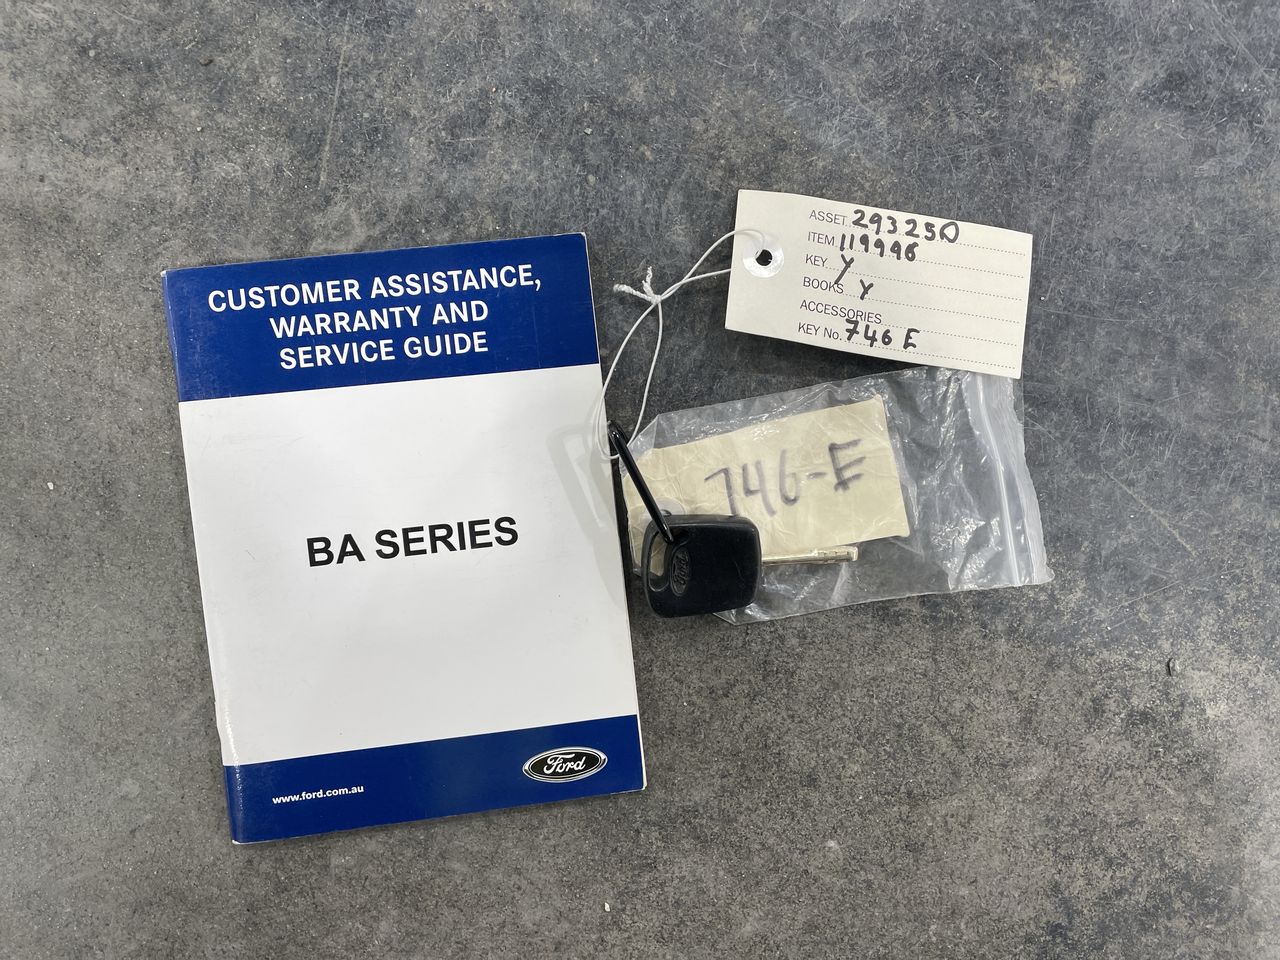 CUSTOMER ASSISTANCE,
WARRANTY AND
SERVICE GUIDE
BA SERIES
www.ford.com.au
Ford
ASSET 293250
ITEM 119996
KEY Y
BOOKS Y
ACCESSORIES
KEY No. 746 E
746-E
Ford